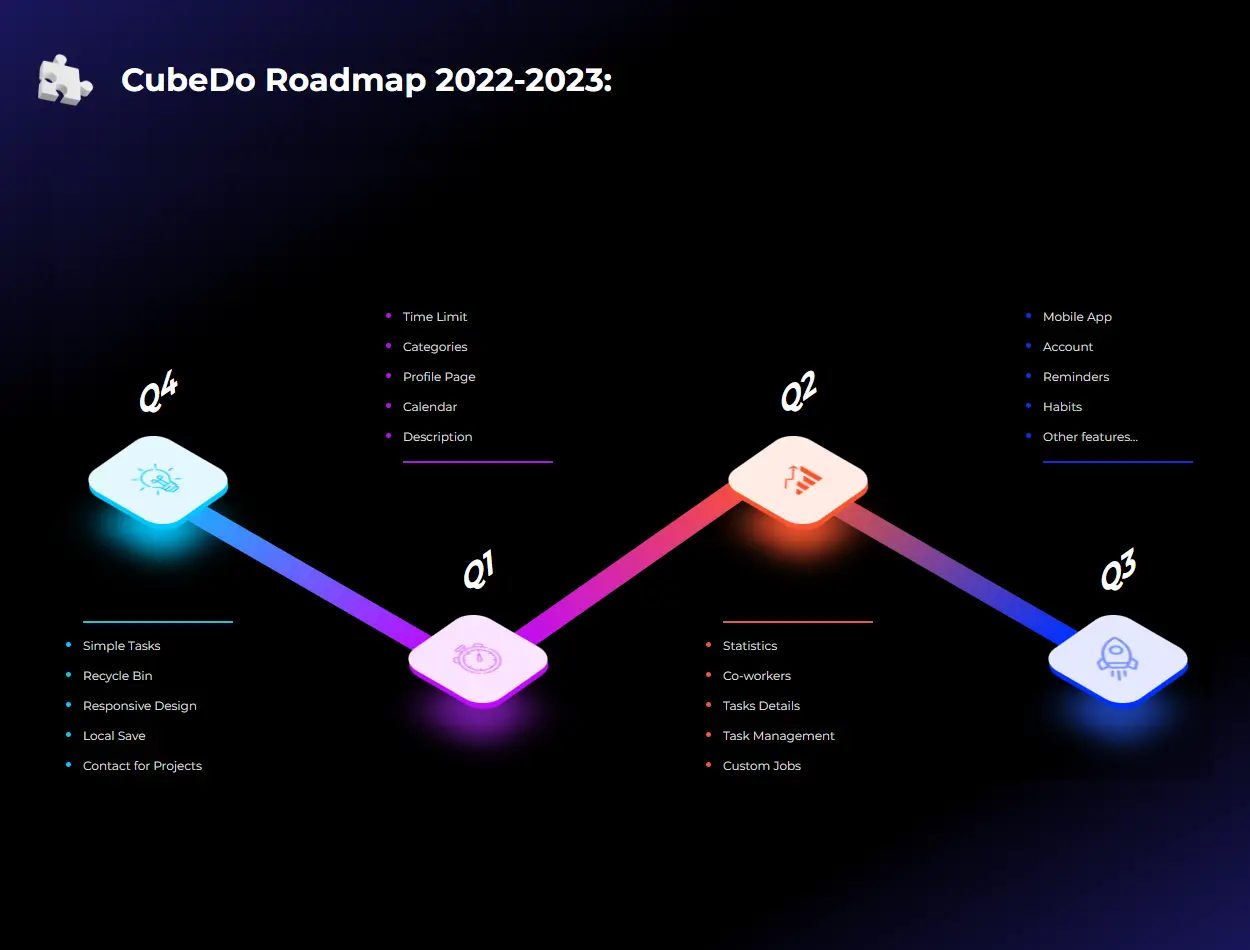 CubeDo Roadmap 2022-2023:
Q4
Simple Tasks
Recycle Bin
Responsive Design
Local Save
Contact for Projects
Q1
Time Limit
Categories
Profile Page
Calendar
Description
Q2
Statistics
Co-workers
Tasks Details
Task Management
Custom Jobs
Q3
Mobile App
Account
Reminders
Habits
Other features...